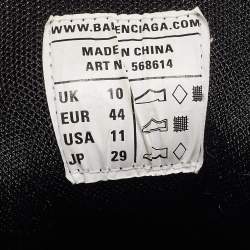 WWW.BALENCIAGA.COM
MADE IN CHINA
ART N. 568614
UK 10
EUR 44
USA 11
JP 29